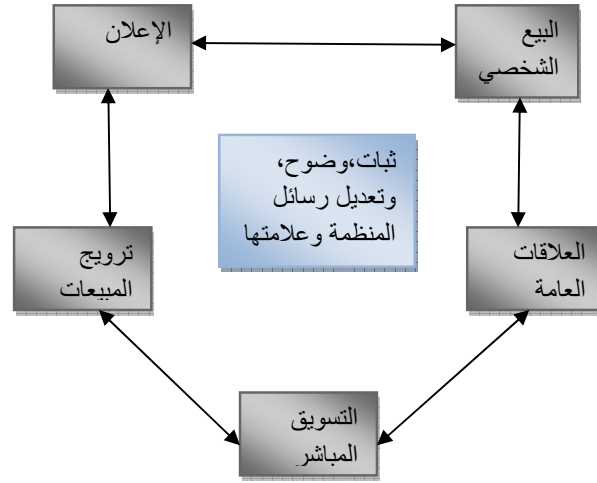 الإعلان
البيع
الشخصي
ثبات،وضوح،
وتعديل رسائل
المنظمة وعلامتها
ترويج
المبيعات
العلاقات
العامة
التسويق
المباشر